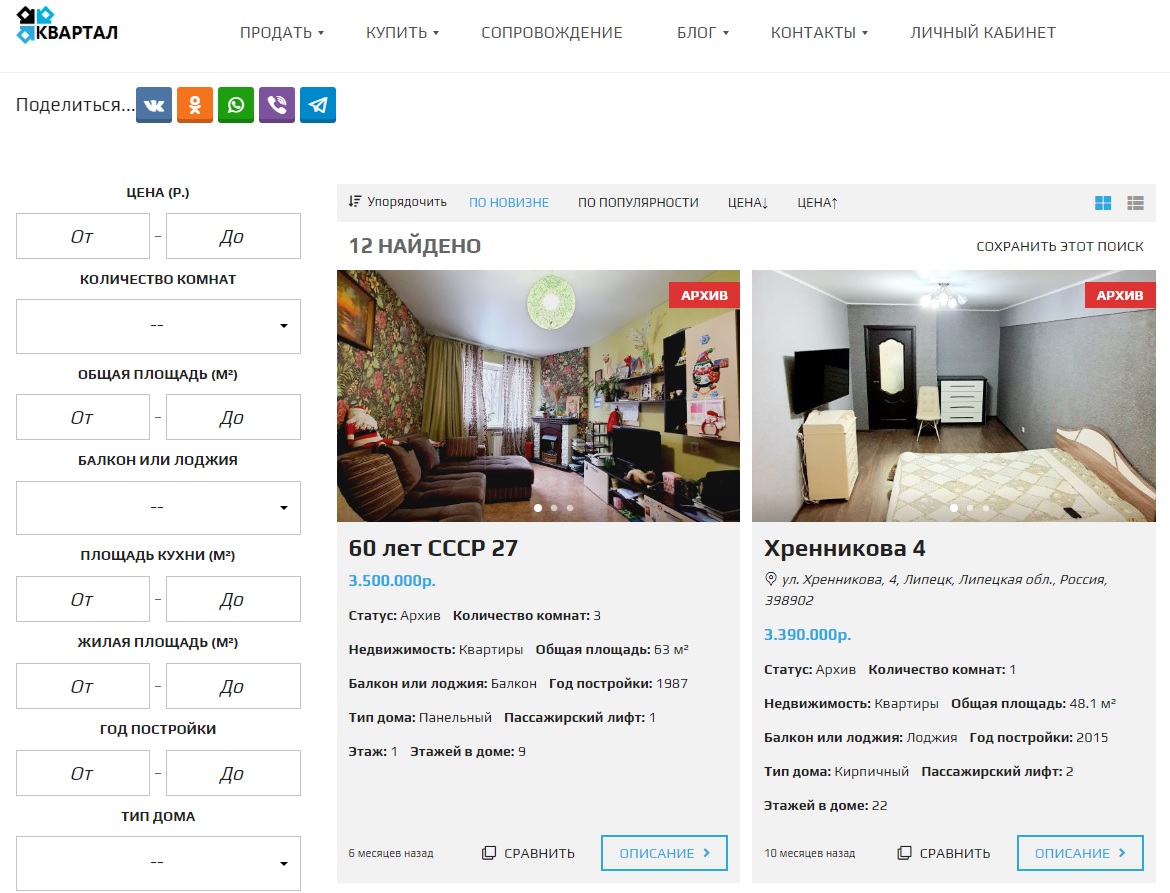 КВАРТАЛ
ПРОДАТЬ КУПИТЬ СОПРОВОЖДЕНИЕ БЛОГ КОНТАКТЫ ЛИЧНЫЙ КАБИНЕТ
Поделиться...
ЦЕНА (Р.)
От – До
КОЛИЧЕСТВО КОМНАТ
--
ОБЩАЯ ПЛОЩАДЬ (М²)
От – До
БАЛКОН ИЛИ ЛОДЖИЯ
--
ПЛОЩАДЬ КУХНИ (М²)
От – До
ЖИЛАЯ ПЛОЩАДЬ (М²)
От – До
ГОД ПОСТРОЙКИ
От – До
ТИП ДОМА
--
Упорядочить ПО НОВИЗНЕ ПО ПОПУЛЯРНОСТИ ЦЕНА↓ ЦЕНА↑
12 НАЙДЕНО СОХРАНИТЬ ЭТОТ ПОИСК
АРХИВ
60 лет СССР 27
3.500.000р.
Статус: Архив Количество комнат: 3
Недвижимость: Квартиры Общая площадь: 63 м²
Балкон или лоджия: Балкон Год постройки: 1987
Тип дома: Панельный Пассажирский лифт: 1
Этаж: 1 Этажей в доме: 9
6 месяцев назад СРАВНИТЬ ОПИСАНИЕ
АРХИВ
Хренникова 4
ул. Хренникова, 4, Липецк, Липецкая обл., Россия,
398902
3.390.000р.
Статус: Архив Количество комнат: 1
Недвижимость: Квартиры Общая площадь: 48.1 м²
Балкон или лоджия: Лоджия Год постройки: 2015
Тип дома: Кирпичный Пассажирский лифт: 2
Этажей в доме: 22
10 месяцев назад СРАВНИТЬ ОПИСАНИЕ